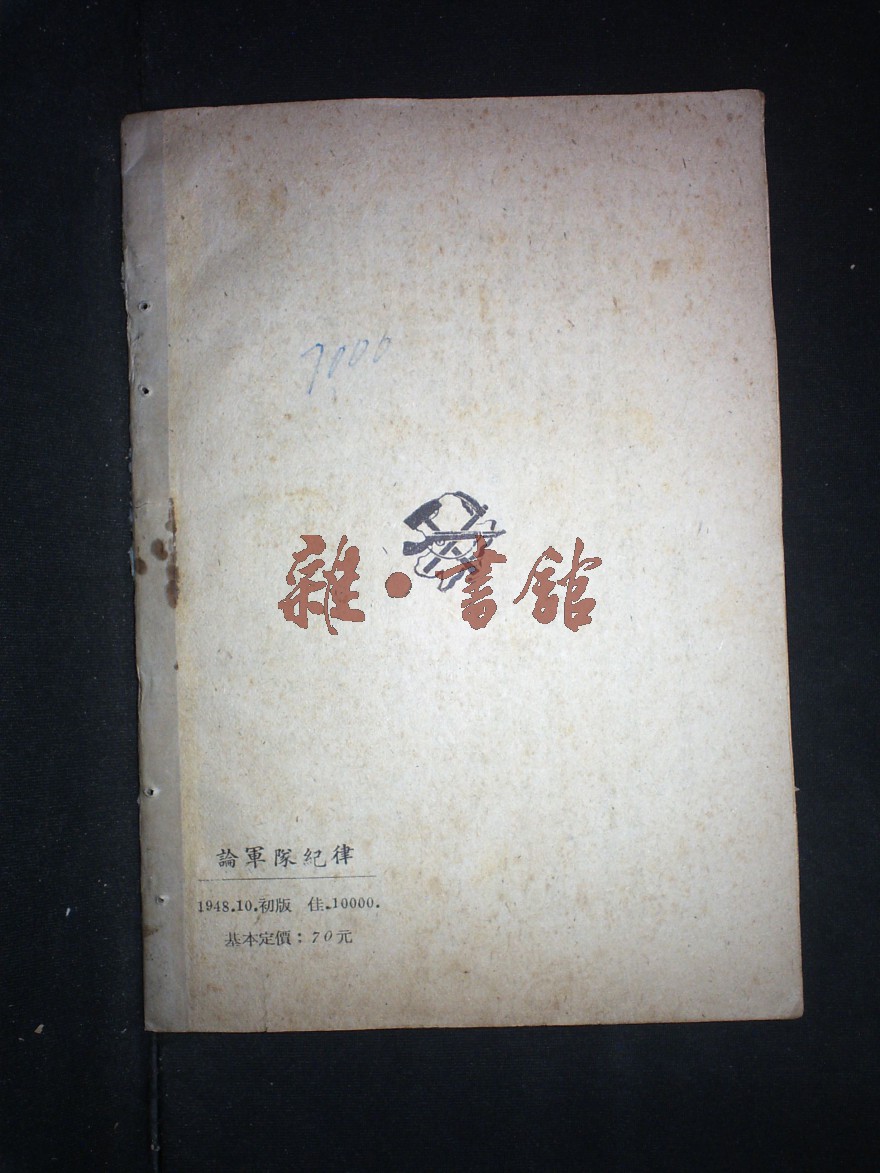 7000
雜·書館
論軍隊紀律
1948.10.初版 佳.10000.
基本定價：70元